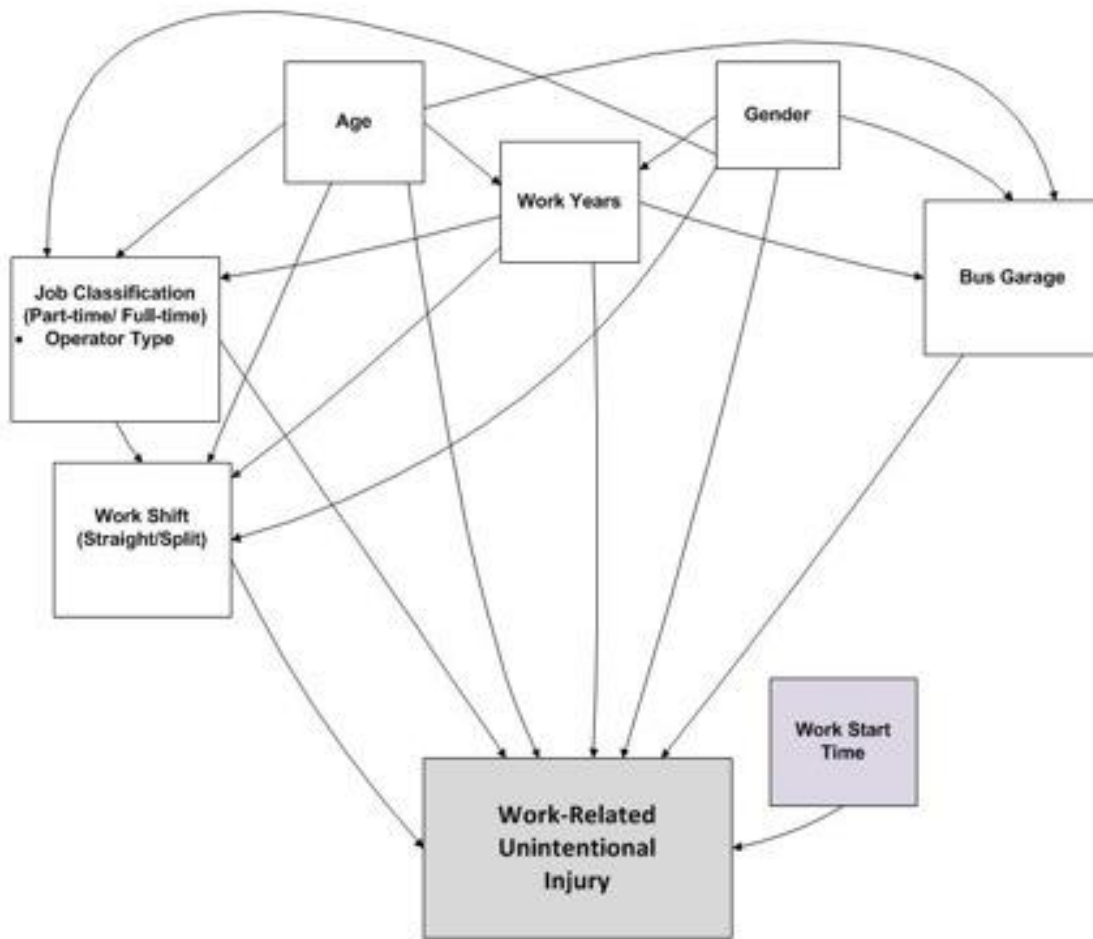 Age
Gender
Work Years
Job Classification
(Part-time/ Full-time)
• Operator Type
Bus Garage
Work Shift
(Straight/Split)
Work Start
Time
Work-Related
Unintentional
Injury